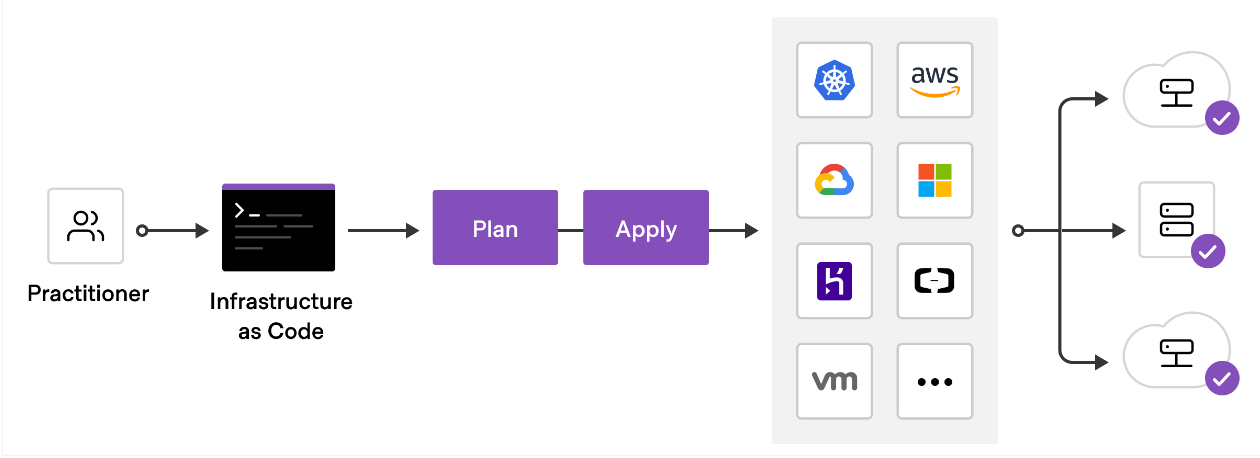 Practitioner
Infrastructure
as Code
Plan
Apply
aws
vm